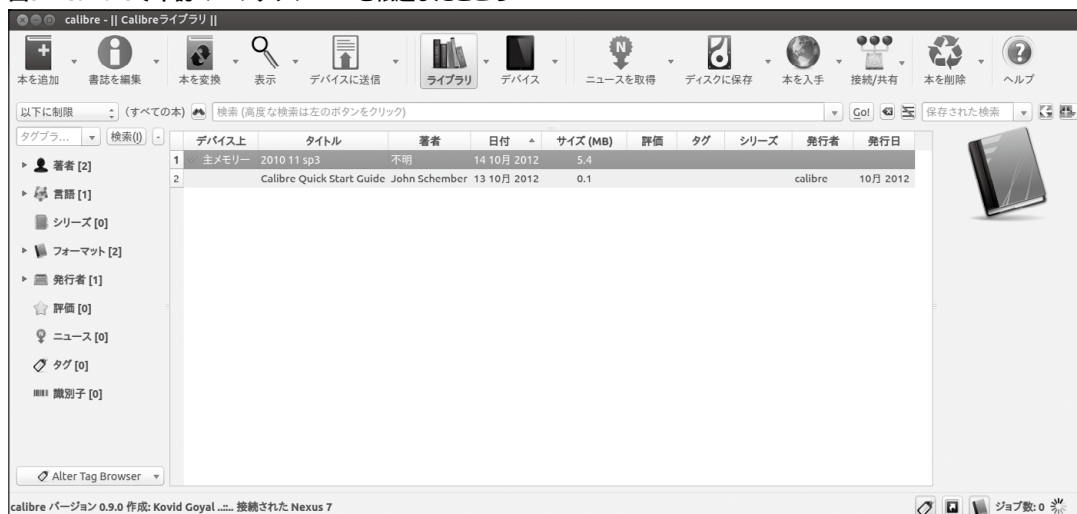 calibre - || Calibreライブラリ ||
本を追加 書誌を編集 本を変換 表示 デバイスに送信 ライブラリ デバイス ニュースを取得 ディスクに保存 本を入手 接続/共有 本を削除 ヘルプ
以下に制限 (すべての本) 検索 (高度な検索は左のボタンをクリック) Go! 保存された検索
タグブラ... 検索(I) -
デバイス上 タイトル 著者 日付 サイズ (MB) 評価 タグ シリーズ 発行者 発行日
1 主メモリー 2010 11 sp3 不明 14 10月 2012 5.4
2 Calibre Quick Start Guide John Schember 13 10月 2012 0.1 calibre 10月 2012
著者 [2]
言語 [1]
シリーズ [0]
フォーマット [2]
発行者 [1]
評価 [0]
ニュース [0]
タグ [0]
識別子 [0]
Alter Tag Browser
calibre バージョン 0.9.0 作成: Kovid Goyal ..::.. 接続された Nexus 7 ジョブ数: 0